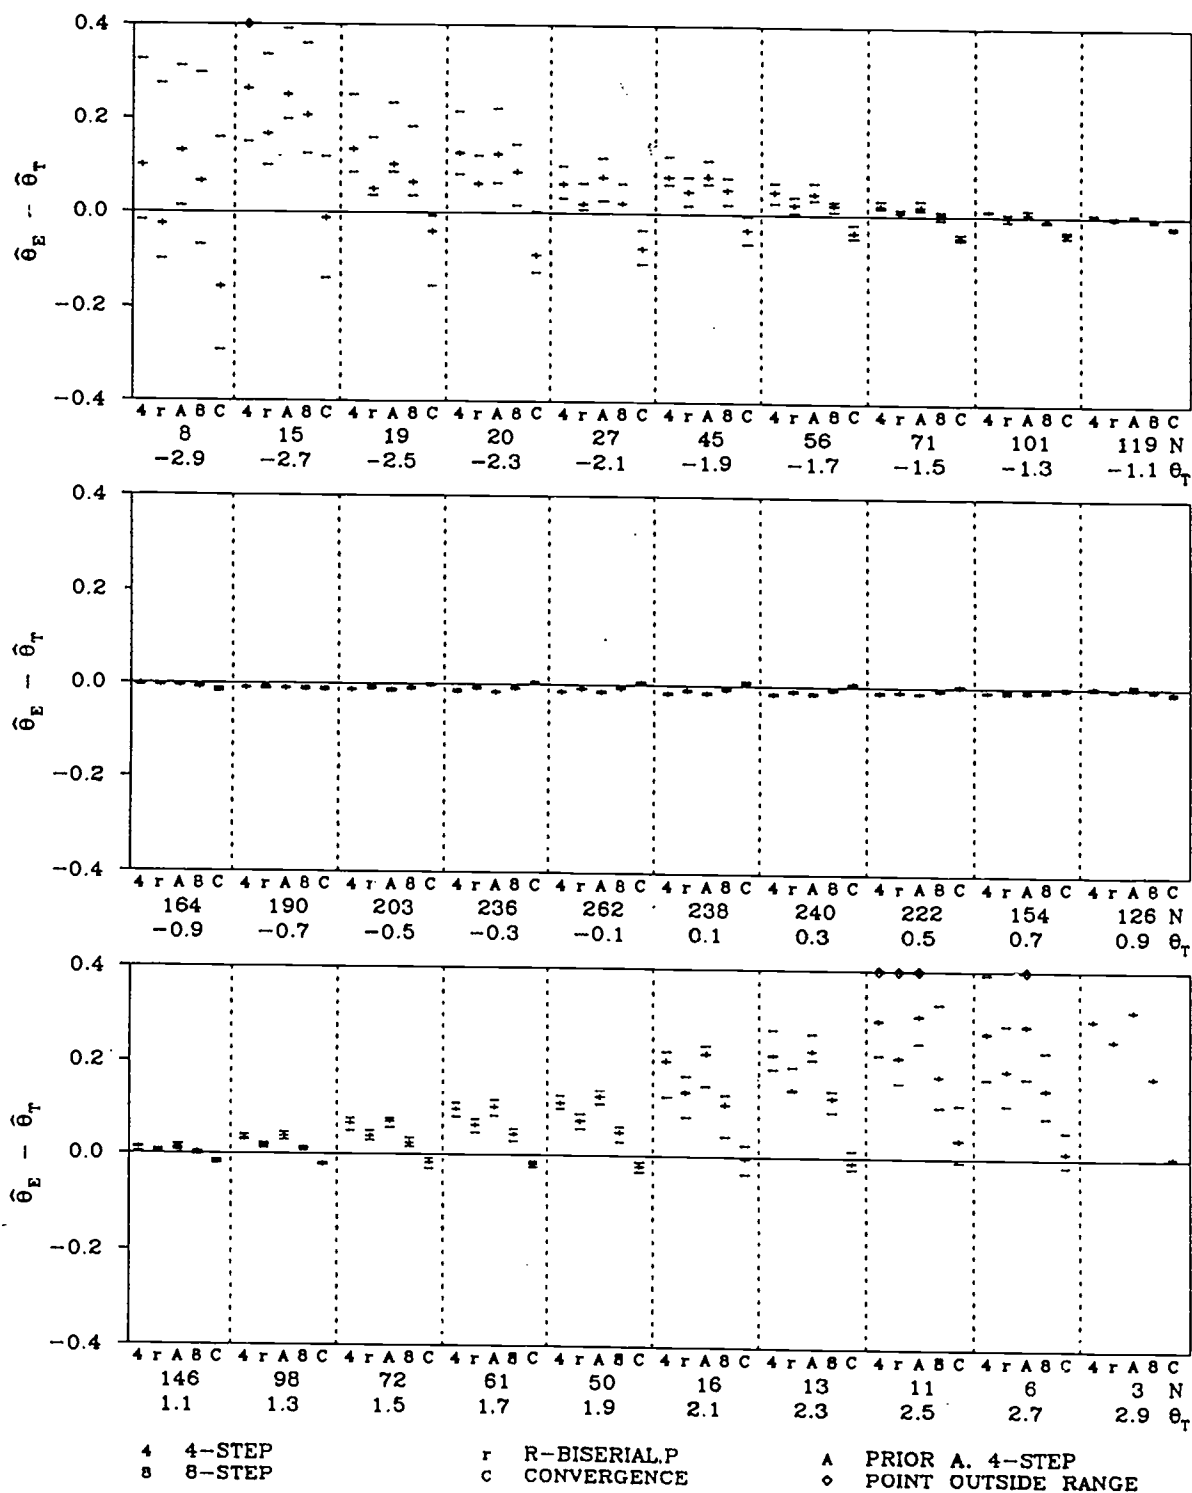 0.4
0.2
0.0
−0.2
−0.4
θ̂E − θ̂T
4 r A 8 C 4 r A 8 C 4 r A 8 C 4 r A 8 C 4 r A 8 C 4 r A 8 C 4 r A 8 C 4 r A 8 C 4 r A 8 C 4 r A 8 C
8 15 19 20 27 45 56 71 101 119 N
−2.9 −2.7 −2.5 −2.3 −2.1 −1.9 −1.7 −1.5 −1.3 −1.1 θT
0.4
0.2
0.0
−0.2
−0.4
θ̂E − θ̂T
4 r A 8 C 4 r A 8 C 4 r A 8 C 4 r A 8 C 4 r A 8 C 4 r A 8 C 4 r A 8 C 4 r A 8 C 4 r A 8 C 4 r A 8 C
164 190 203 236 262 238 240 222 154 126 N
−0.9 −0.7 −0.5 −0.3 −0.1 0.1 0.3 0.5 0.7 0.9 θT
0.4
0.2
0.0
−0.2
−0.4
θ̂E − θ̂T
4 r A 8 C 4 r A 8 C 4 r A 8 C 4 r A 8 C 4 r A 8 C 4 r A 8 C 4 r A 8 C 4 r A 8 C 4 r A 8 C 4 r A 8 C
146 98 72 61 50 16 13 11 6 3 N
1.1 1.3 1.5 1.7 1.9 2.1 2.3 2.5 2.7 2.9 θT
4 4−STEP r R−BISERIAL.P A PRIOR A. 4−STEP
8 8−STEP C CONVERGENCE ◇ POINT OUTSIDE RANGE